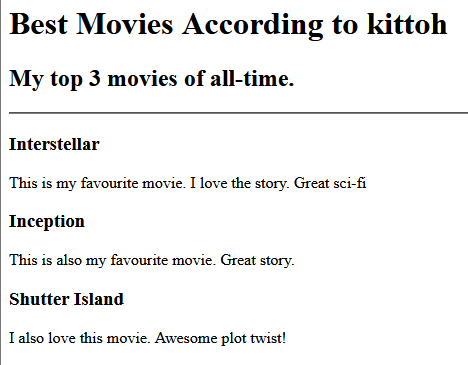 Best Movies According to kittoh
My top 3 movies of all-time.
Interstellar
This is my favourite movie. I love the story. Great sci-fi
Inception
This is also my favourite movie. Great story.
Shutter Island
I also love this movie. Awesome plot twist!